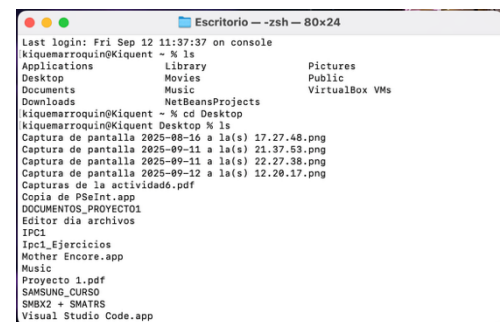 Escritorio — -zsh — 80×24
Last login: Fri Sep 12 11:37:37 on console
[kiquemarroquin@Kiquent ~ % ls
Applications Library Pictures
Desktop Movies Public
Documents Music VirtualBox VMs
Downloads NetBeansProjects
[kiquemarroquin@Kiquent ~ % cd Desktop
[kiquemarroquin@Kiquent Desktop % ls
Captura de pantalla 2025-08-16 a la(s) 17.27.48.png
Captura de pantalla 2025-09-11 a la(s) 21.37.53.png
Captura de pantalla 2025-09-11 a la(s) 22.27.38.png
Captura de pantalla 2025-09-12 a la(s) 12.20.17.png
Capturas de la actividad6.pdf
Copia de PSeInt.app
DOCUMENTOS_PROYECTO1
Editor dia archivos
IPC1
Ipc1_Ejercicios
Mother Encore.app
Music
Proyecto 1.pdf
SAMSUNG_CURSO
SMBX2 + SMATRS
Visual Studio Code.app